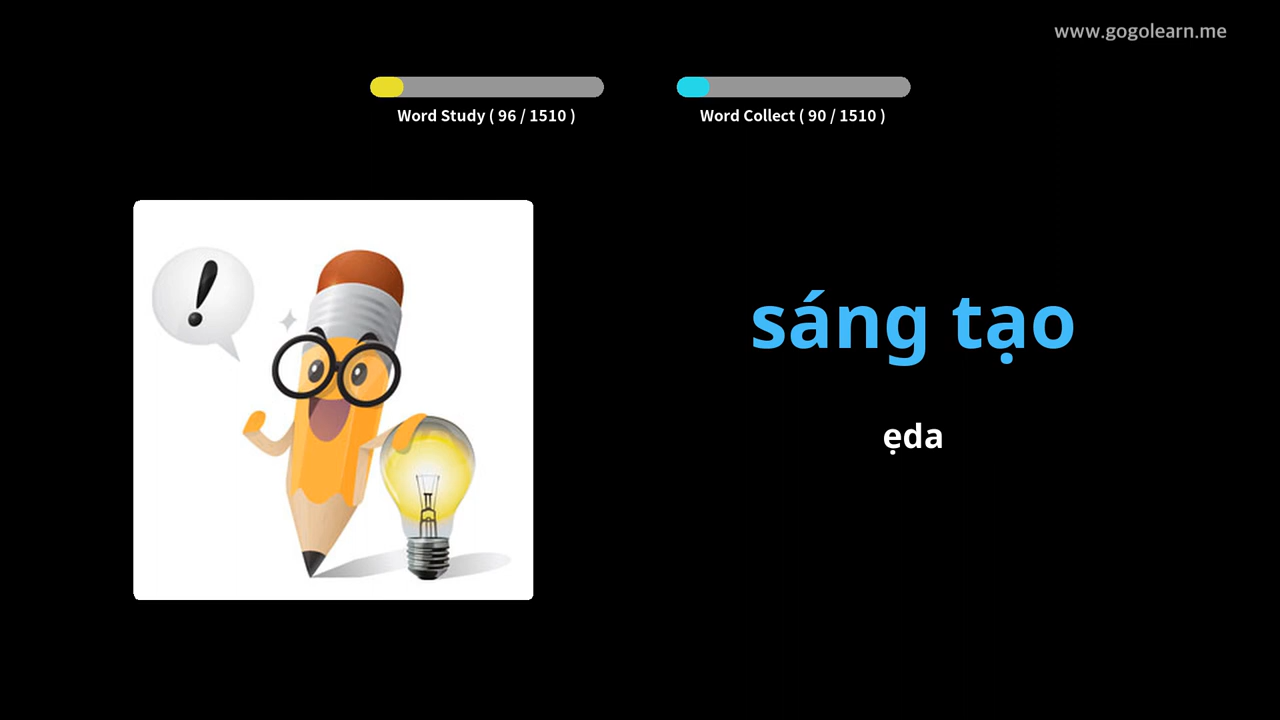 www.gogolearn.me
Word Study ( 96 / 1510 )
Word Collect ( 90 / 1510 )
!
sáng tạo
ẹda